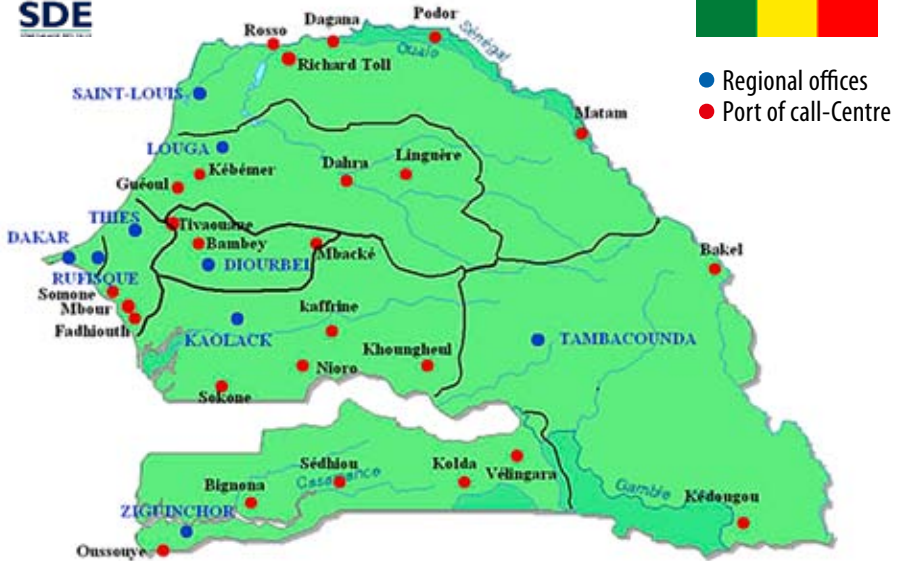 SDE
Dagana
Podor
Rosso
Sénégal
Oualo
Richard Toll
Regional offices
SAINT-LOUIS
Port of call-Centre
Matam
LOUGA
Linguère
Dahra
Kébémer
Guéoul
THIES
Tivaouane
DAKAR
Bambey
Mbacké
Bakel
DIOURBEL
RUFISQUE
Somone
Mbour
kaffrine
Fadhiouth
KAOLACK
TAMBACOUNDA
Khoungheul
Nioro
Sokone
Sédhiou
Kolda
Vélingara
Casamance
Bignona
Gambie
Kédougou
ZIGUINCHOR
Oussouye